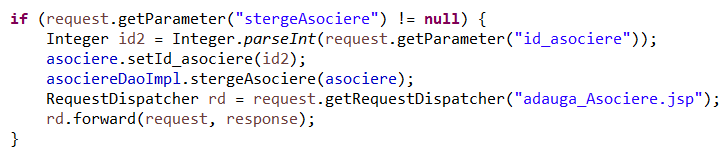 if (request.getParameter("stergeAsociere") != null) {
    Integer id2 = Integer.parseInt(request.getParameter("id_asociere"));
    asociere.setId_asociere(id2);
    asociereDaoImpl.stergeAsociere(asociere);
    RequestDispatcher rd = request.getRequestDispatcher("adauga_Asociere.jsp");
    rd.forward(request, response);
}